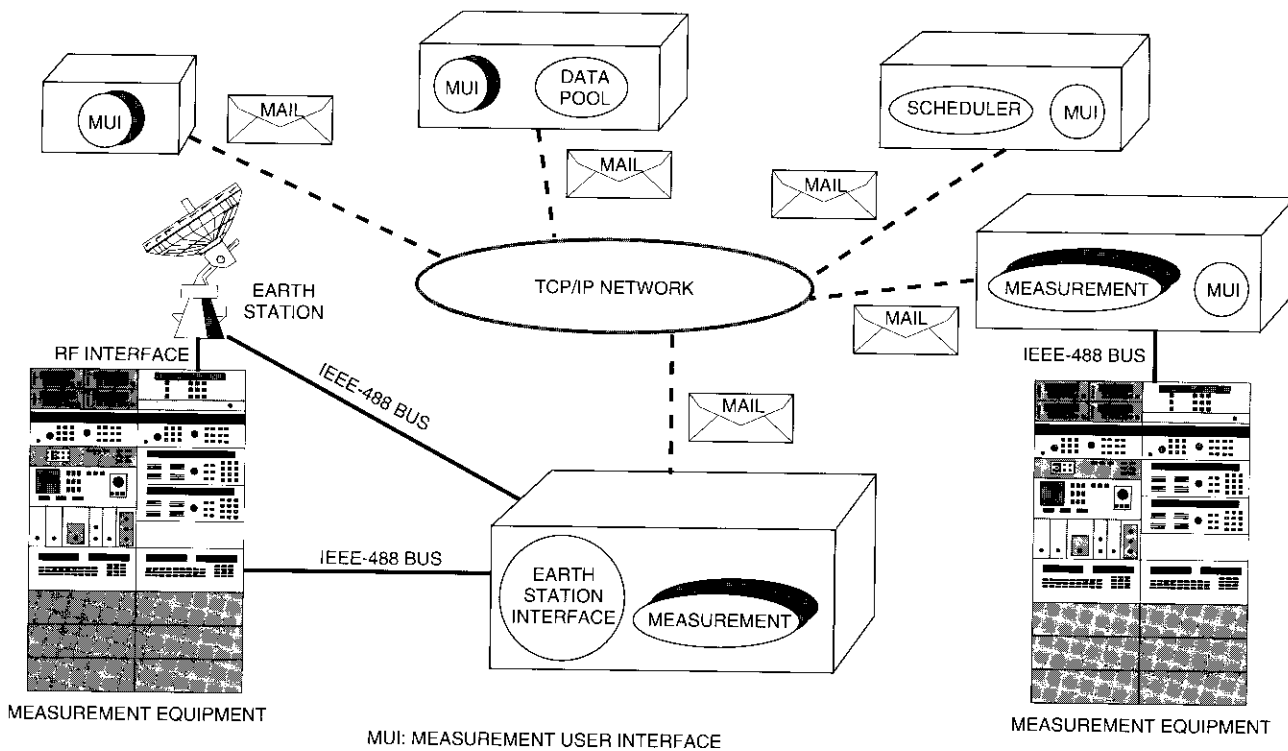 MUI
MAIL
MUI
DATA
POOL
MAIL
SCHEDULER
MUI
MAIL
TCP/IP NETWORK
MEASUREMENT
MUI
MAIL
EARTH
STATION
RF INTERFACE
IEEE-488 BUS
IEEE-488 BUS
MAIL
IEEE-488 BUS
EARTH
STATION
INTERFACE
MEASUREMENT
MEASUREMENT EQUIPMENT
MEASUREMENT EQUIPMENT
MUI: MEASUREMENT USER INTERFACE